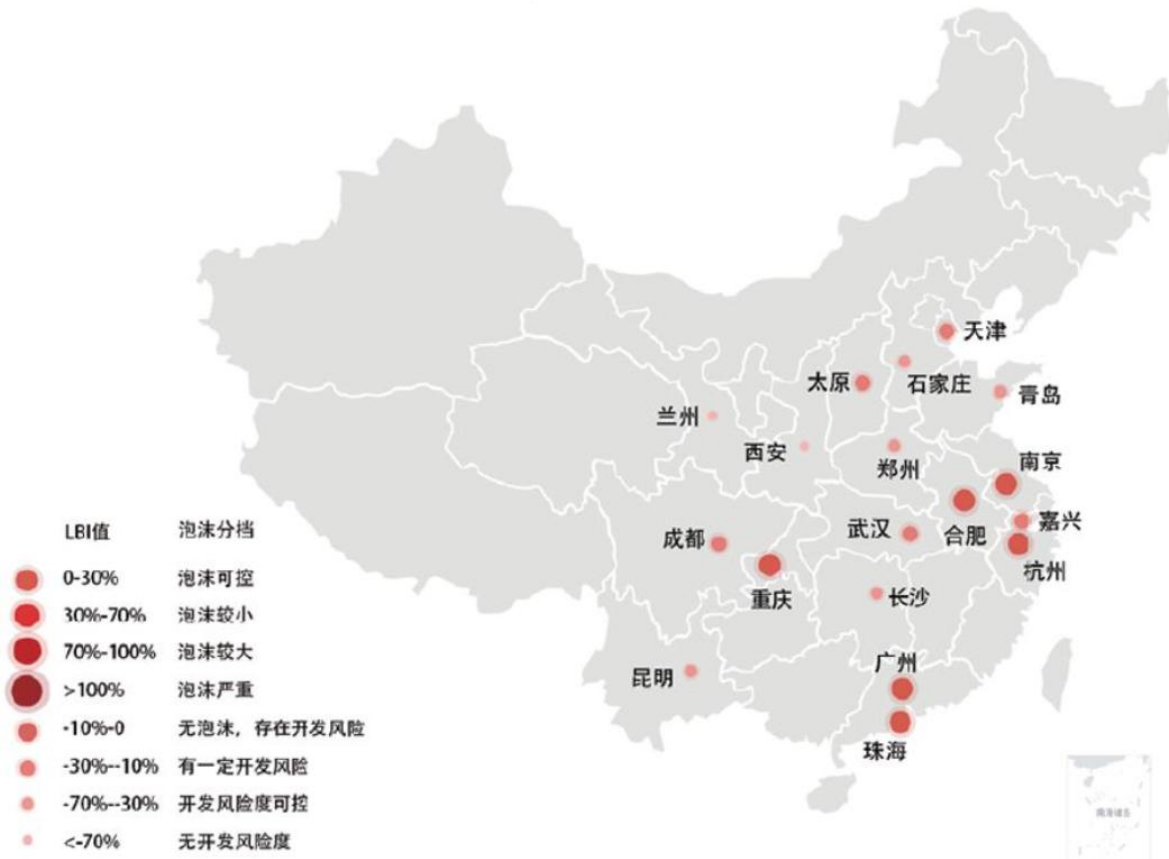 天津
太原
石家庄
青岛
兰州
西安
郑州
南京
成都
武汉
合肥
嘉兴
杭州
重庆
长沙
昆明
广州
珠海
LBI值 泡沫分档
0-30% 泡沫可控
30%-70% 泡沫较小
70%-100% 泡沫较大
>100% 泡沫严重
-10%-0 无泡沫，存在开发风险
-30%--10% 有一定开发风险
-70%--30% 开发风险度可控
<-70% 无开发风险度
南海诸岛